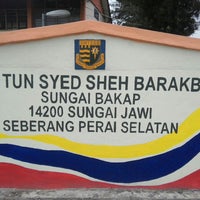 TUN SYED SHEH BARAKB
SUNGAI BAKAP
14200 SUNGAI JAWI
SEBERANG PERAI SELATAN